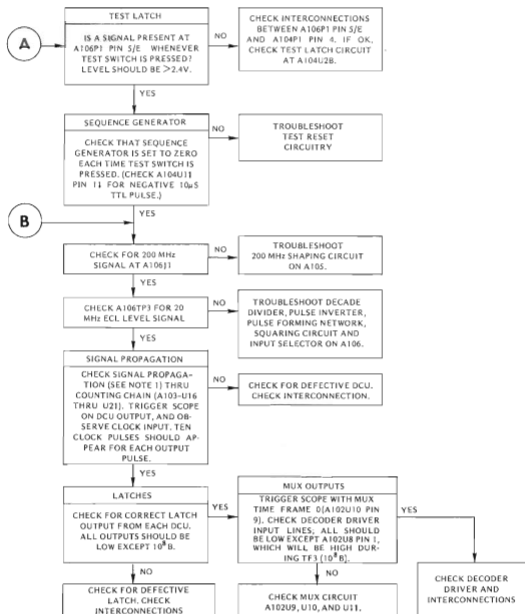 TEST LATCH
A
IS A SIGNAL PRESENT AT
A106P1 PIN 5/E WHENEVER
TEST SWITCH IS PRESSED?
LEVEL SHOULD BE >2.4V.
NO
CHECK INTERCONNECTIONS
BETWEEN A106P1 PIN 5/E
AND A104P1 PIN 4. IF OK,
CHECK TEST LATCH CIRCUIT
AT A104U2B.
YES
SEQUENCE GENERATOR
CHECK THAT SEQUENCE
GENERATOR IS SET TO ZERO
EACH TIME TEST SWITCH IS
PRESSED. (CHECK A104U11
PIN 11 FOR NEGATIVE 10µS
TTL PULSE.)
NO
TROUBLESHOOT
TEST RESET
CIRCUITRY
YES
B
CHECK FOR 200 MHz
SIGNAL AT A106J1
NO
TROUBLESHOOT
200 MHz SHAPING CIRCUIT
ON A105.
YES
CHECK A106TP3 FOR 20
MHz ECL LEVEL SIGNAL
NO
TROUBLESHOOT DECADE
DIVIDER, PULSE INVERTER,
PULSE FORMING NETWORK,
SQUARING CIRCUIT AND
INPUT SELECTOR ON A106.
YES
SIGNAL PROPAGATION
CHECK SIGNAL PROPAGA-
TION (SEE NOTE 1) THRU
COUNTING CHAIN (A103-U16
THRU U21). TRIGGER SCOPE
ON DCU OUTPUT, AND OB-
SERVE CLOCK INPUT. TEN
CLOCK PULSES SHOULD AP-
PEAR FOR EACH OUTPUT
PULSE.
NO
CHECK FOR DEFECTIVE DCU.
CHECK INTERCONNECTION.
YES
LATCHES
CHECK FOR CORRECT LATCH
OUTPUT FROM EACH DCU.
ALL OUTPUTS SHOULD BE
LOW EXCEPT 10⁸B.
YES
MUX OUTPUTS
TRIGGER SCOPE WITH MUX
TIME FRAME 0[A102U10 PIN
9]. CHECK DECODER DRIVER
INPUT LINES, ALL SHOULD
BE LOW EXCEPT A102U8 PIN 1,
WHICH WILL BE HIGH DUR-
ING TF3 [10⁸B].
YES
NO
CHECK FOR DEFECTIVE
LATCH. CHECK
INTERCONNECTIONS
NO
CHECK MUX CIRCUIT
A102U9, U10, AND U11.
CHECK DECODER
DRIVER AND
INTERCONNECTIONS